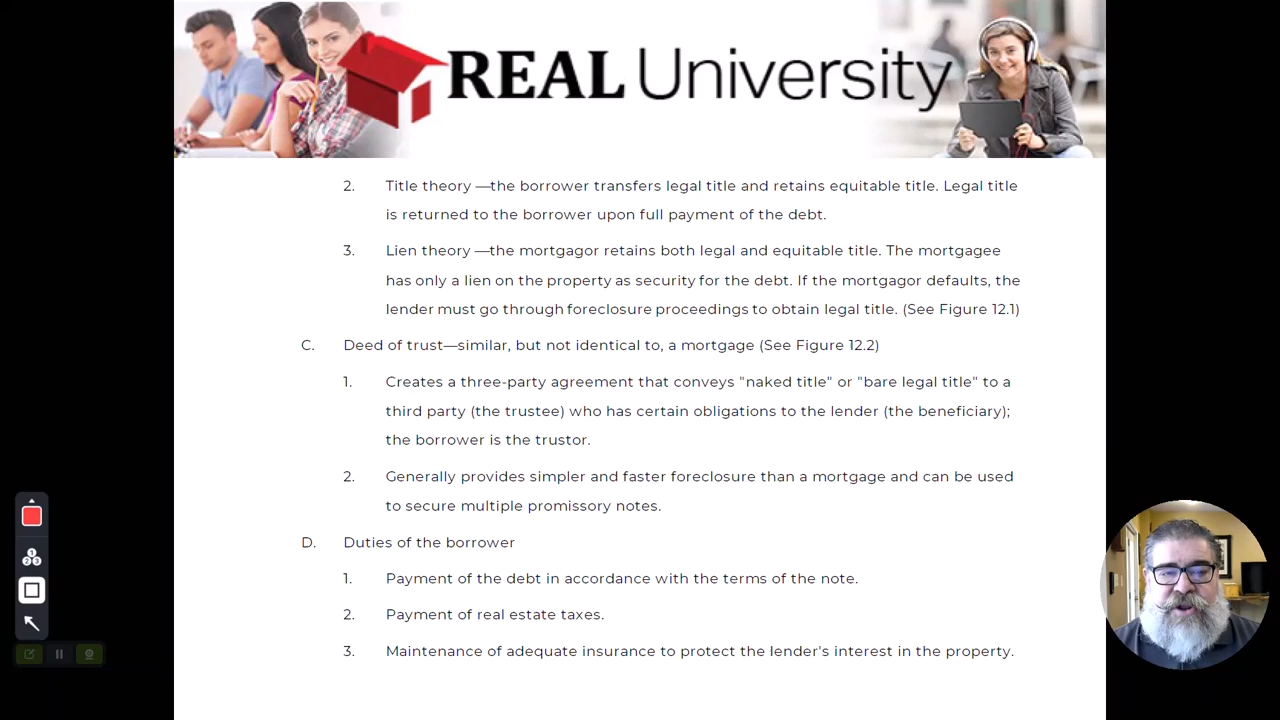 REAL University
2. Title theory —the borrower transfers legal title and retains equitable title. Legal title
is returned to the borrower upon full payment of the debt.
3. Lien theory —the mortgagor retains both legal and equitable title. The mortgagee
has only a lien on the property as security for the debt. If the mortgagor defaults, the
lender must go through foreclosure proceedings to obtain legal title. (See Figure 12.1)
C. Deed of trust—similar, but not identical to, a mortgage (See Figure 12.2)
1. Creates a three-party agreement that conveys "naked title" or "bare legal title" to a
third party (the trustee) who has certain obligations to the lender (the beneficiary);
the borrower is the trustor.
2. Generally provides simpler and faster foreclosure than a mortgage and can be used
to secure multiple promissory notes.
D. Duties of the borrower
1. Payment of the debt in accordance with the terms of the note.
2. Payment of real estate taxes.
3. Maintenance of adequate insurance to protect the lender's interest in the property.